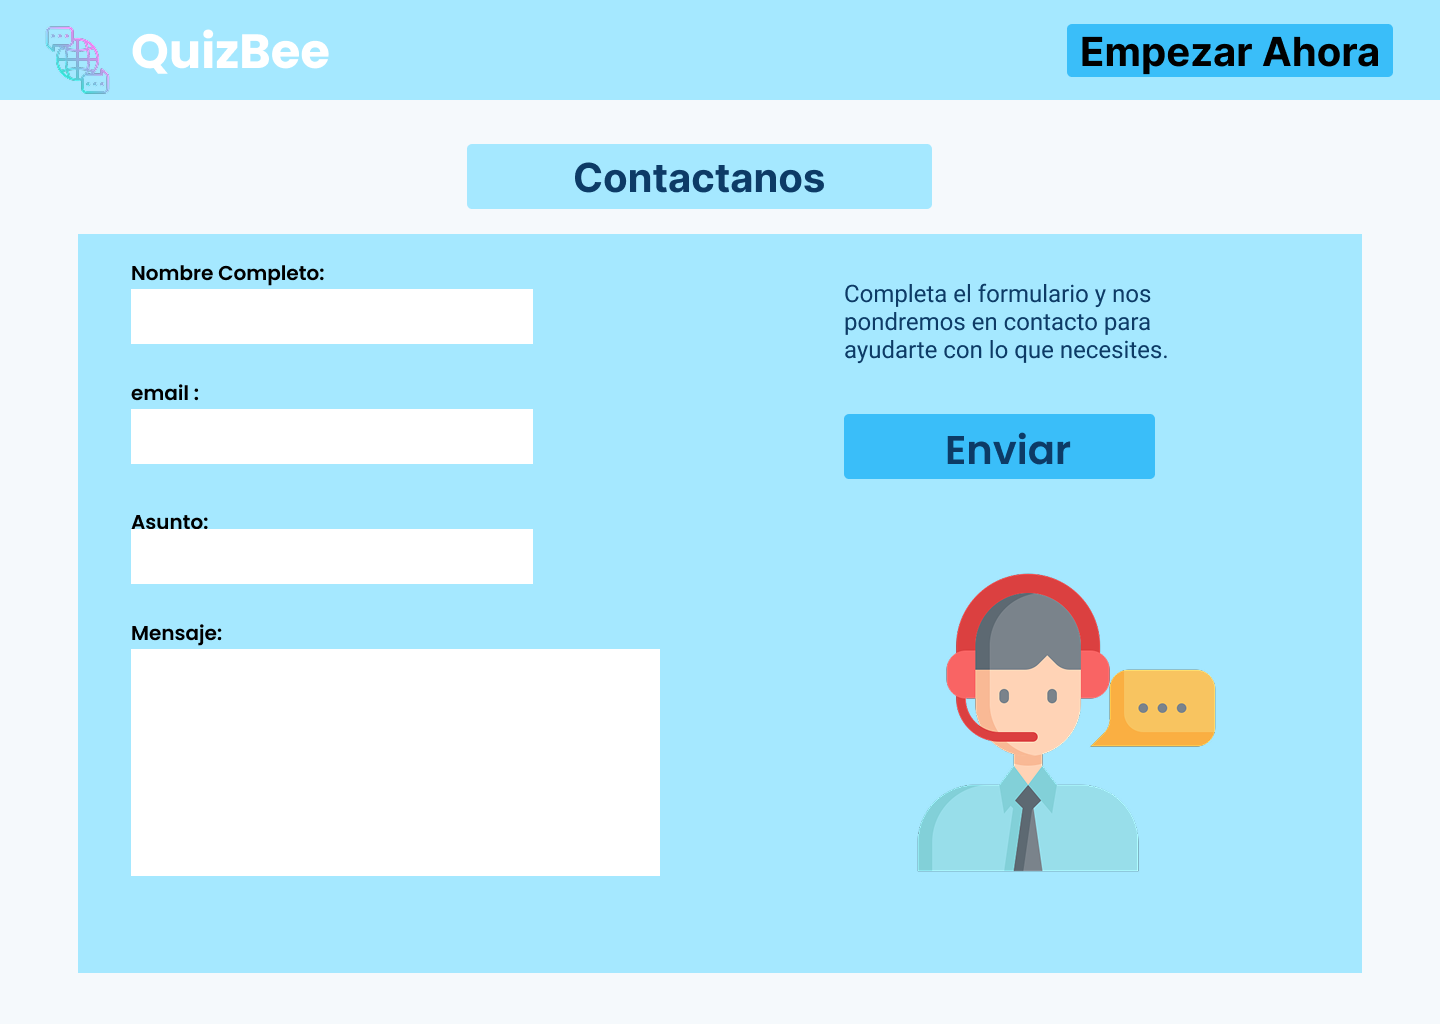 QuizBee
Empezar Ahora
Contactanos
Nombre Completo:
email :
Asunto:
Mensaje:
Completa el formulario y nos
pondremos en contacto para
ayudarte con lo que necesites.
Enviar